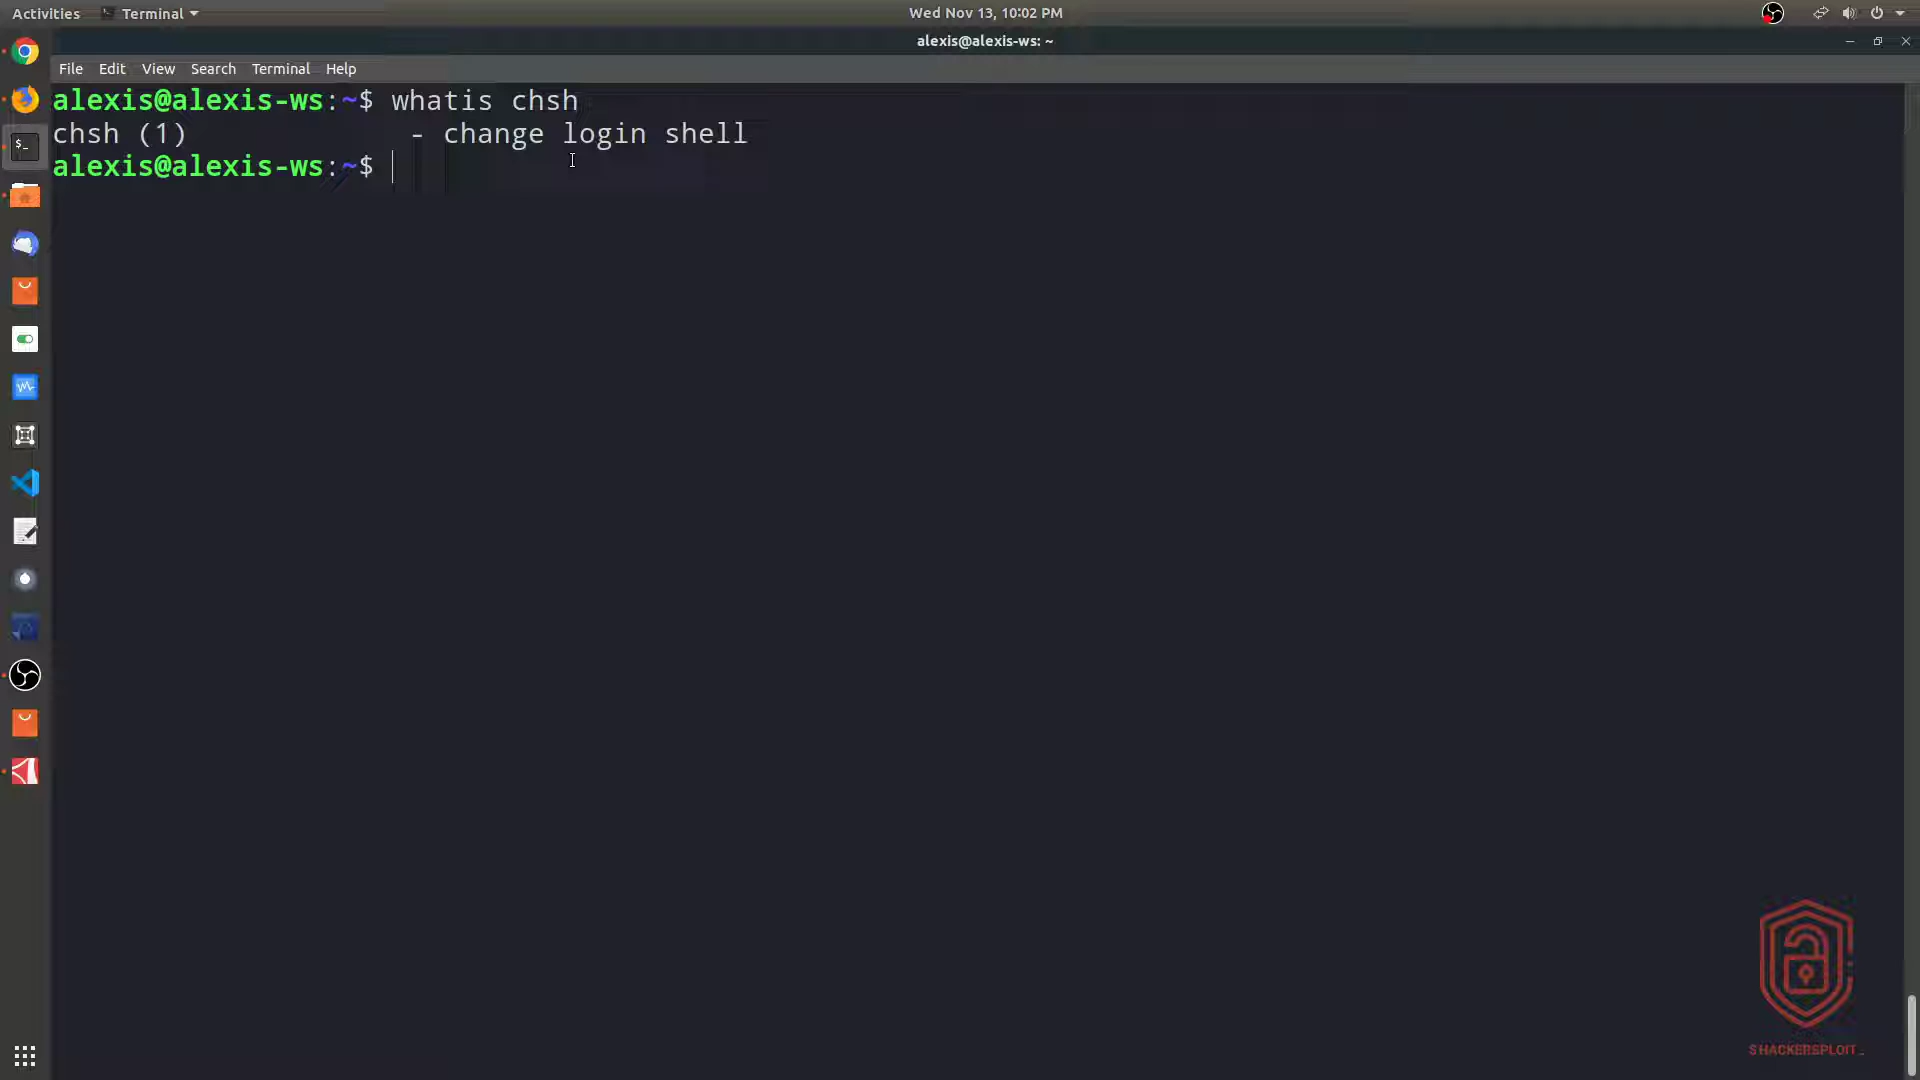 Activities Terminal Wed Nov 13, 10:02 PM
alexis@alexis-ws: ~
File Edit View Search Terminal Help
alexis@alexis-ws:~$ whatis chsh
chsh (1) - change login shell
alexis@alexis-ws:~$
$_
HACKERSPLOIT_